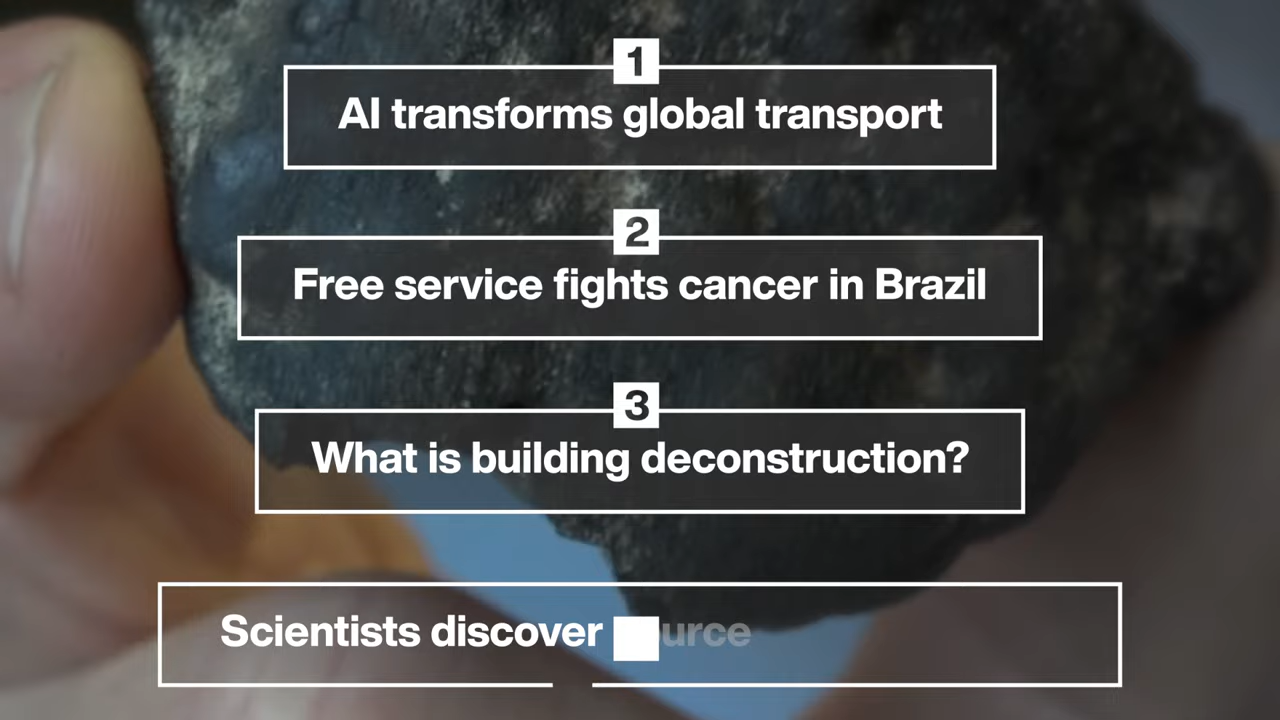 1
AI transforms global transport
2
Free service fights cancer in Brazil
3
What is building deconstruction?
Scientists discover